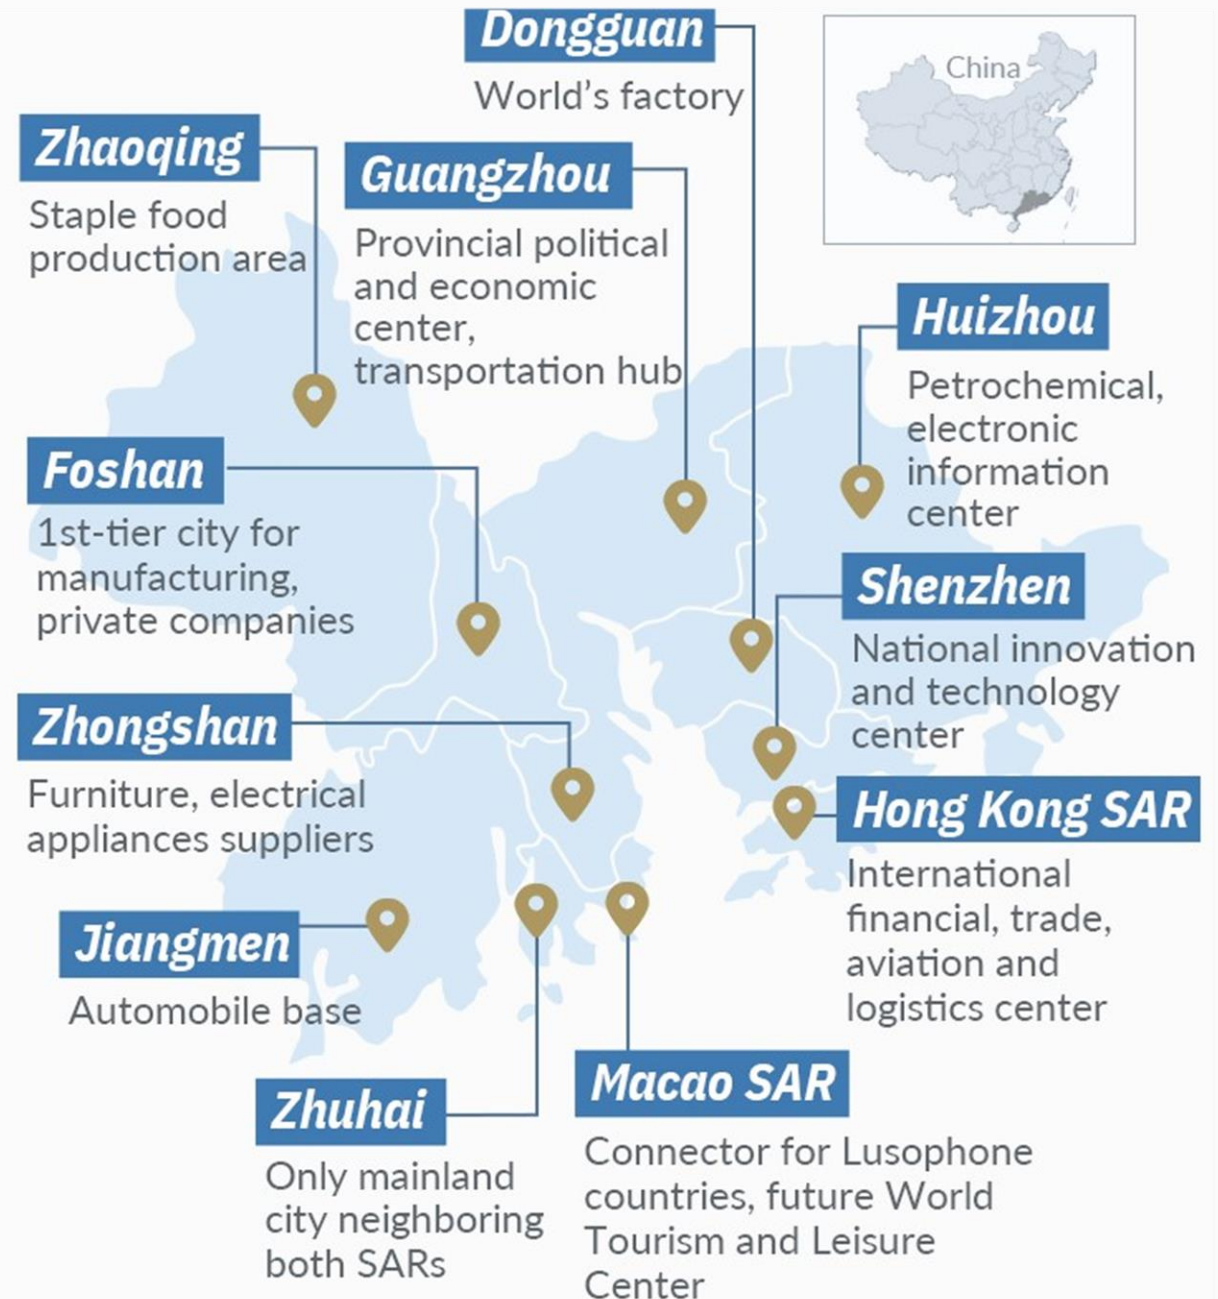 Dongguan
World's factory
China
Zhaoqing
Staple food
production area
Guangzhou
Provincial political
and economic
center,
transportation hub
Huizhou
Petrochemical,
electronic
information
center
Foshan
1st-tier city for
manufacturing,
private companies
Shenzhen
National innovation
and technology
center
Zhongshan
Furniture, electrical
appliances suppliers
Hong Kong SAR
International
financial, trade,
aviation and
logistics center
Jiangmen
Automobile base
Zhuhai
Only mainland
city neighboring
both SARs
Macao SAR
Connector for Lusophone
countries, future World
Tourism and Leisure
Center